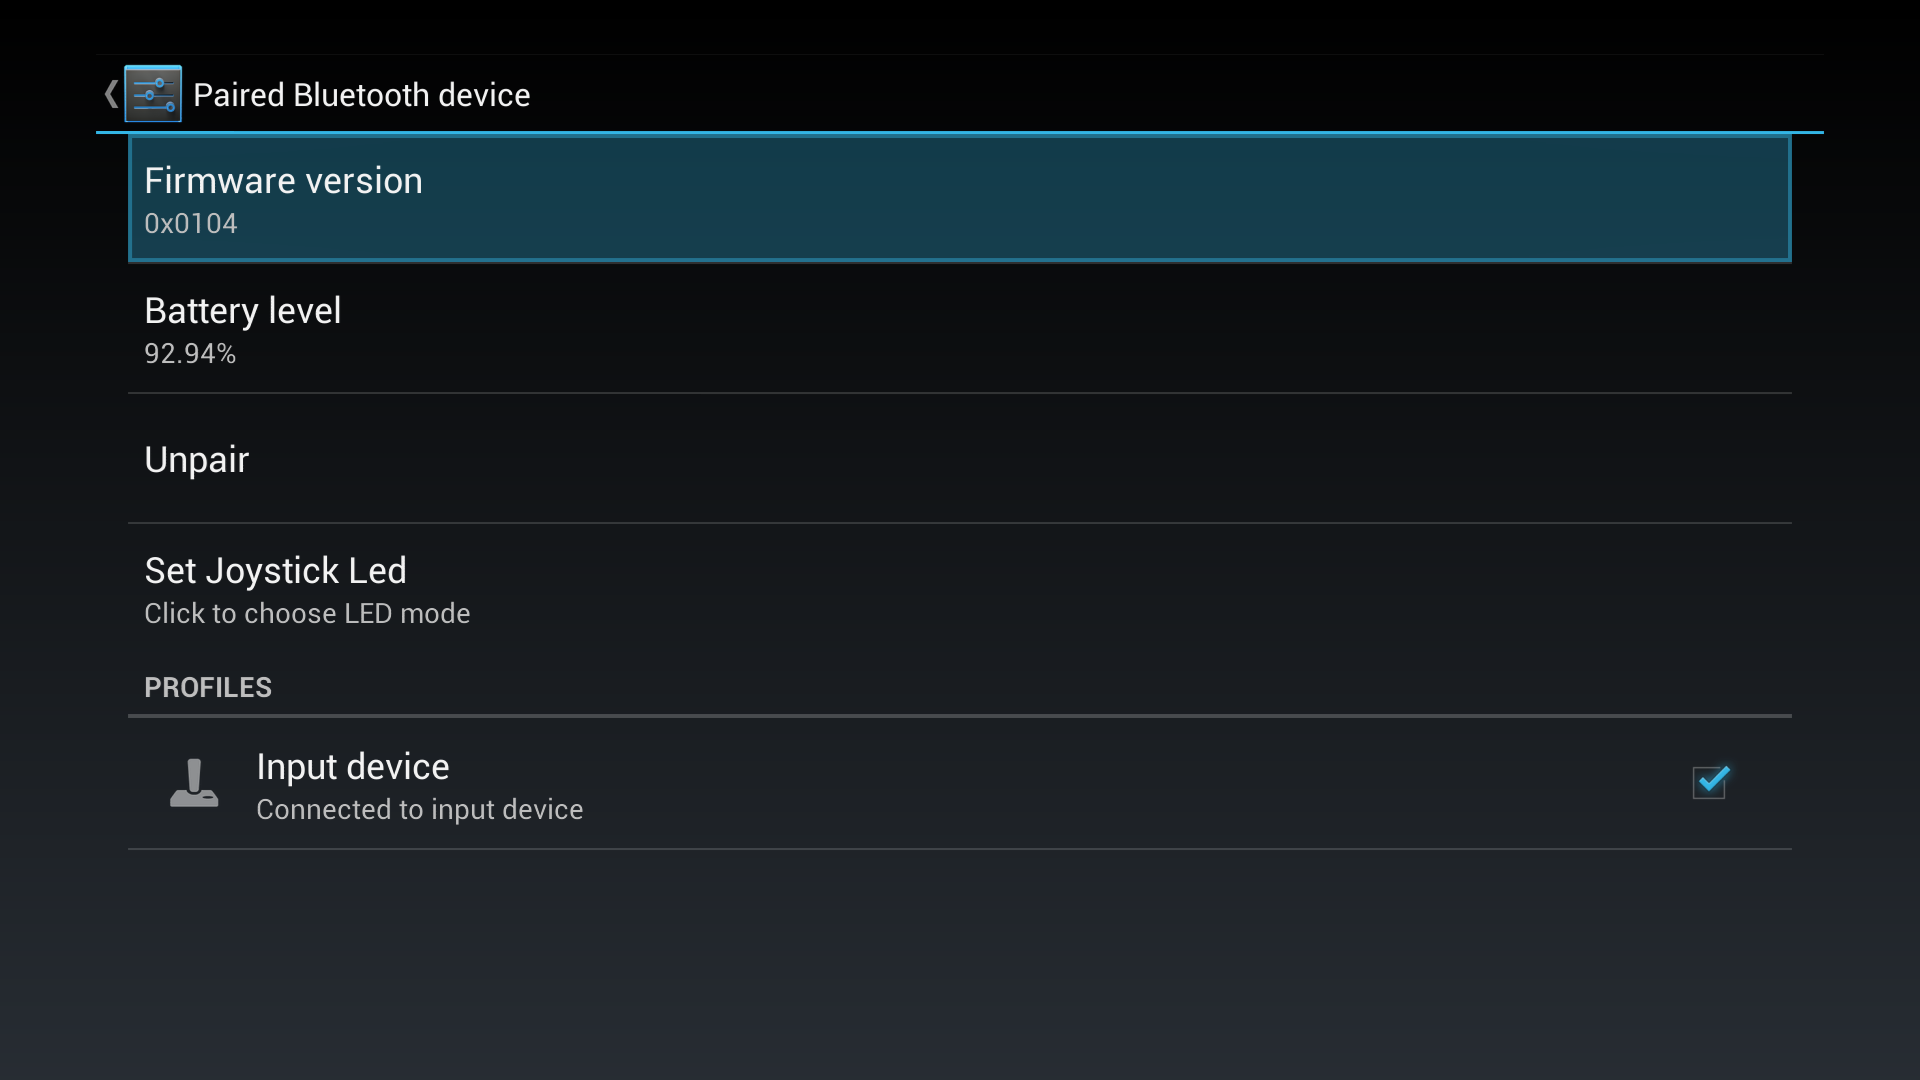 Paired Bluetooth device
Firmware version
0x0104
Battery level
92.94%
Unpair
Set Joystick Led
Click to choose LED mode
PROFILES
Input device
Connected to input device